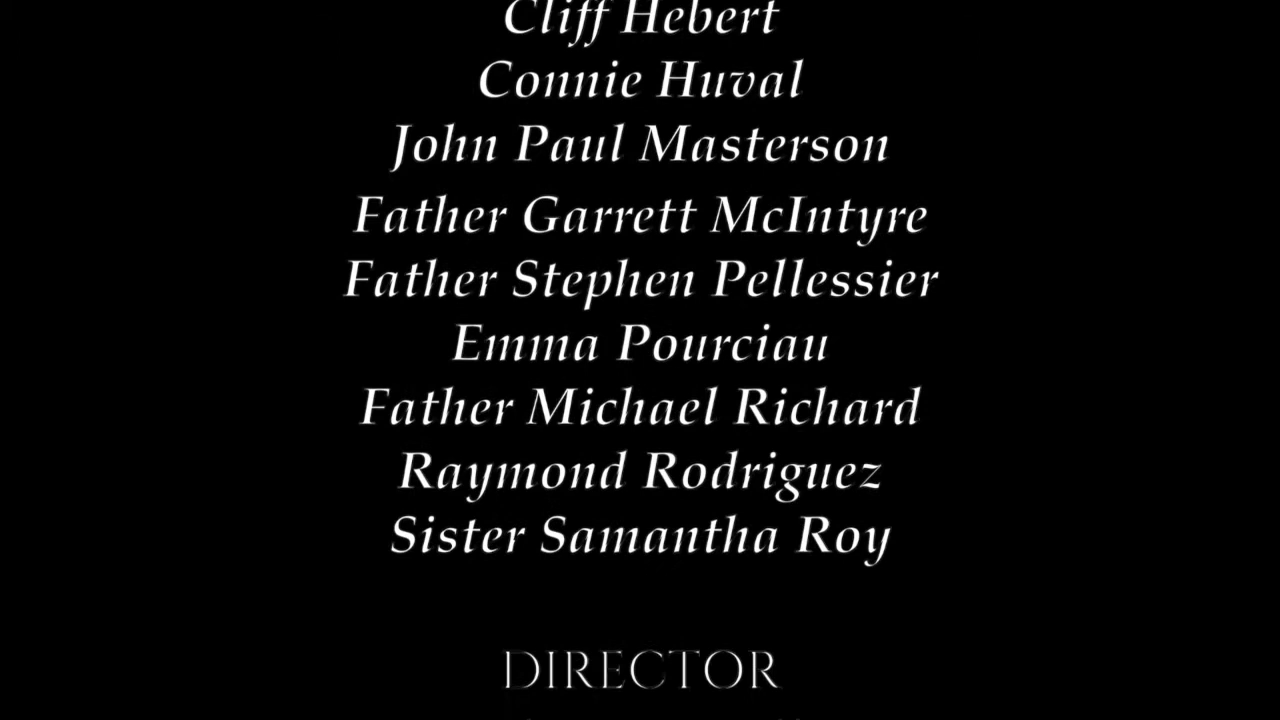 Cliff Hebert
Connie Huval
John Paul Masterson
Father Garrett McIntyre
Father Stephen Pellessier
Emma Pourciau
Father Michael Richard
Raymond Rodriguez
Sister Samantha Roy
DIRECTOR